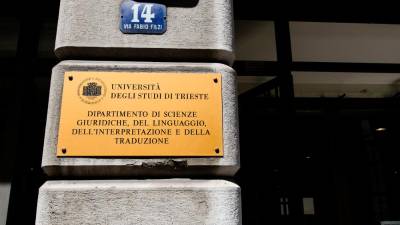 14
VIA FABIO FILZI
UNIVERSITÀ
DEGLI STUDI DI TRIESTE
DIPARTIMENTO DI SCIENZE
GIURIDICHE, DEL LINGUAGGIO,
DELL'INTERPRETAZIONE E DELLA
TRADUZIONE